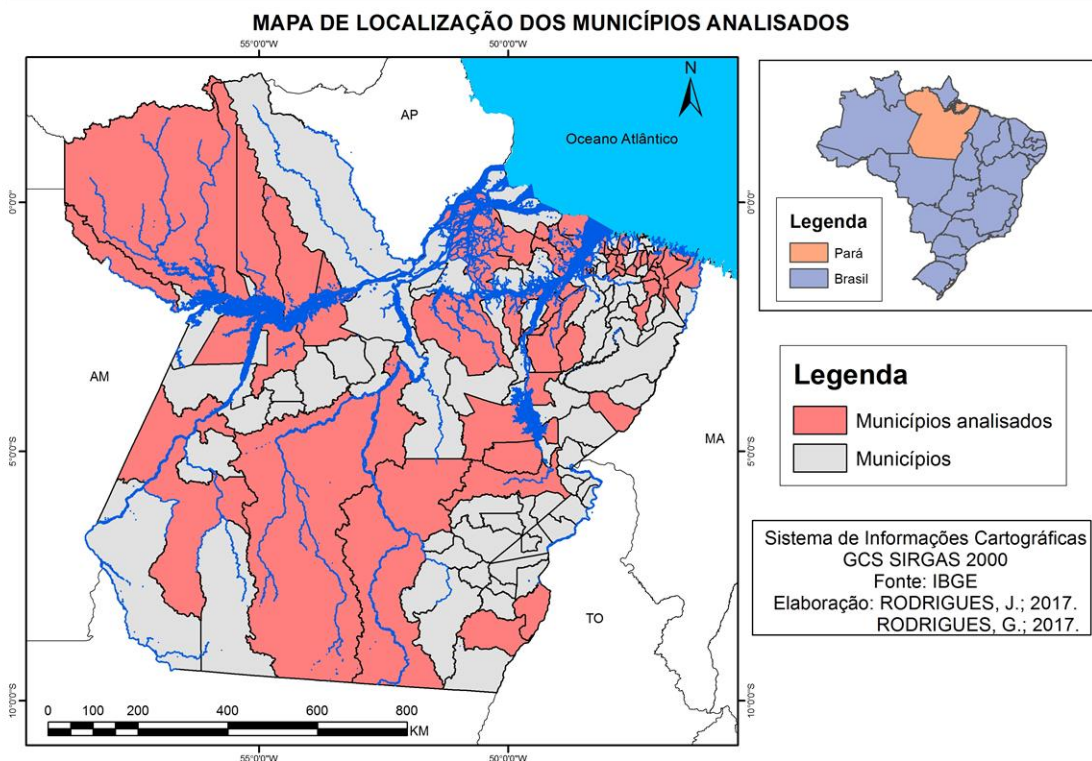 MAPA DE LOCALIZAÇÃO DOS MUNICÍPIOS ANALISADOS
55°0'0"W
50°0'0"W
N
AP
Oceano Atlântico
0°0'0"
0°0'0"
AM
MA
5°0'0"S
5°0'0"S
TO
10°0'0"S
10°0'0"S
0 100 200 400 600 800
KM
55°0'0"W
50°0'0"W
Legenda
Pará
Brasil
Legenda
Municípios analisados
Municípios
Sistema de Informações Cartográficas
GCS SIRGAS 2000
Fonte: IBGE
Elaboração: RODRIGUES, J.; 2017.
RODRIGUES, G.; 2017.